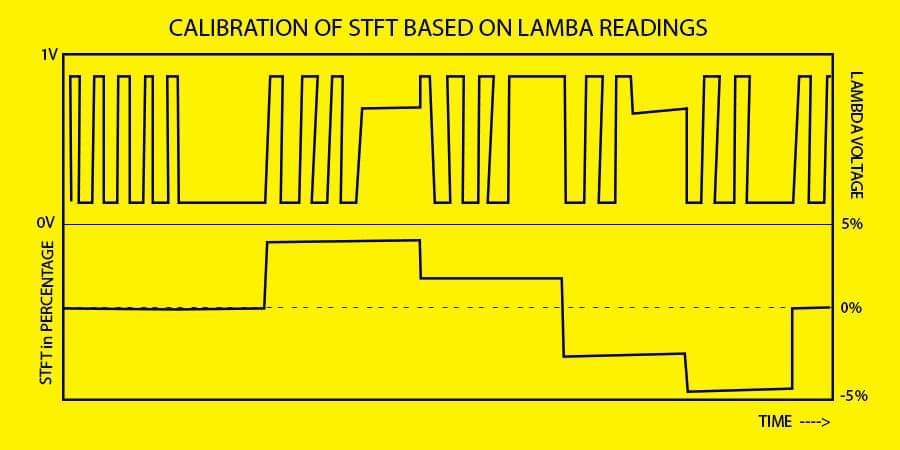 CALIBRATION OF STFT BASED ON LAMBA READINGS
1V
LAMBDA VOLTAGE
0V
5%
STFT in PERCENTAGE
0%
-5%
TIME ---->